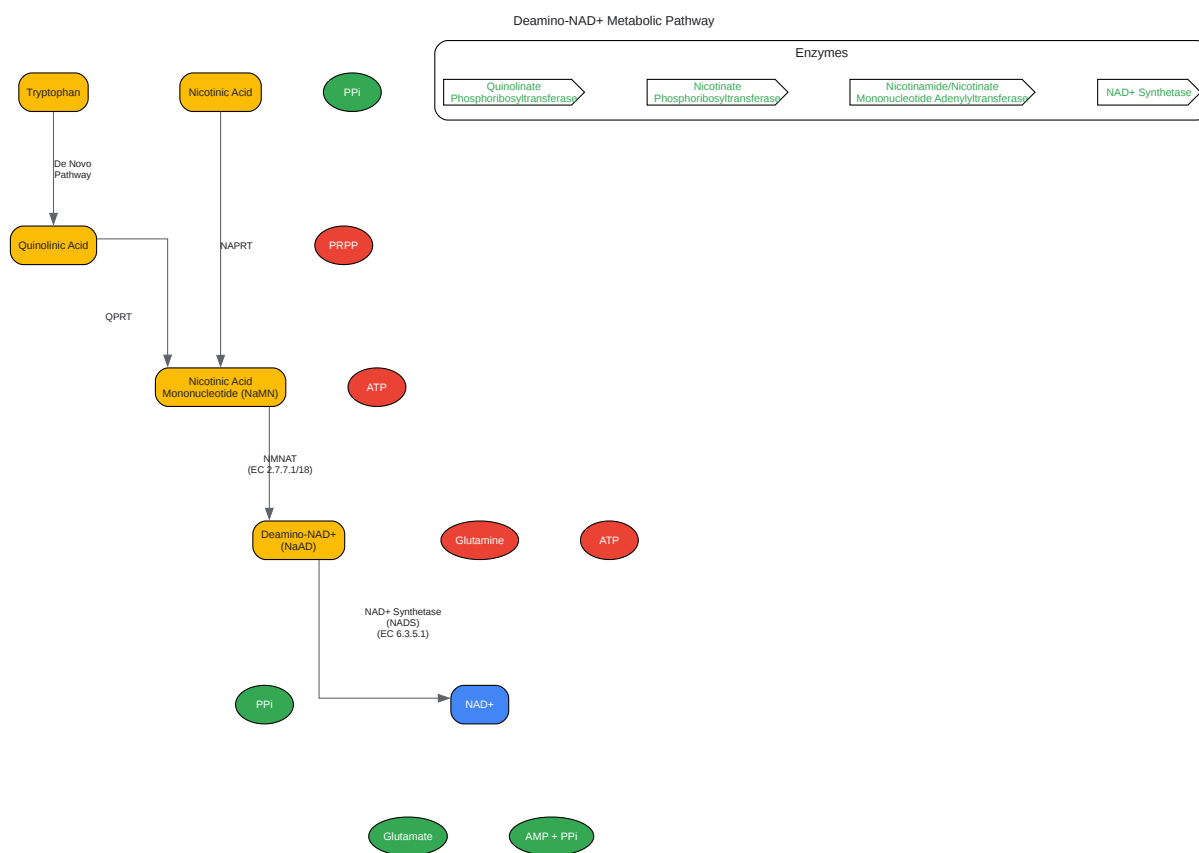 Deamino-NAD+ Metabolic Pathway
Enzymes
Tryptophan
Nicotinic Acid
PPi
Quinolinate
Phosphoribosyltransferase
Nicotinate
Phosphoribosyltransferase
Nicotinamide/Nicotinate
Mononucleotide Adenylyltransferase
NAD+ Synthetase
De Novo
Pathway
Quinolinic Acid
NAPRT
PRPP
QPRT
Nicotinic Acid
Mononucleotide (NaMN)
ATP
NMNAT
(EC 2.7.7.1/18)
Deamino-NAD+
(NaAD)
Glutamine
ATP
NAD+ Synthetase
(NADS)
(EC 6.3.5.1)
PPi
NAD+
Glutamate
AMP + PPi